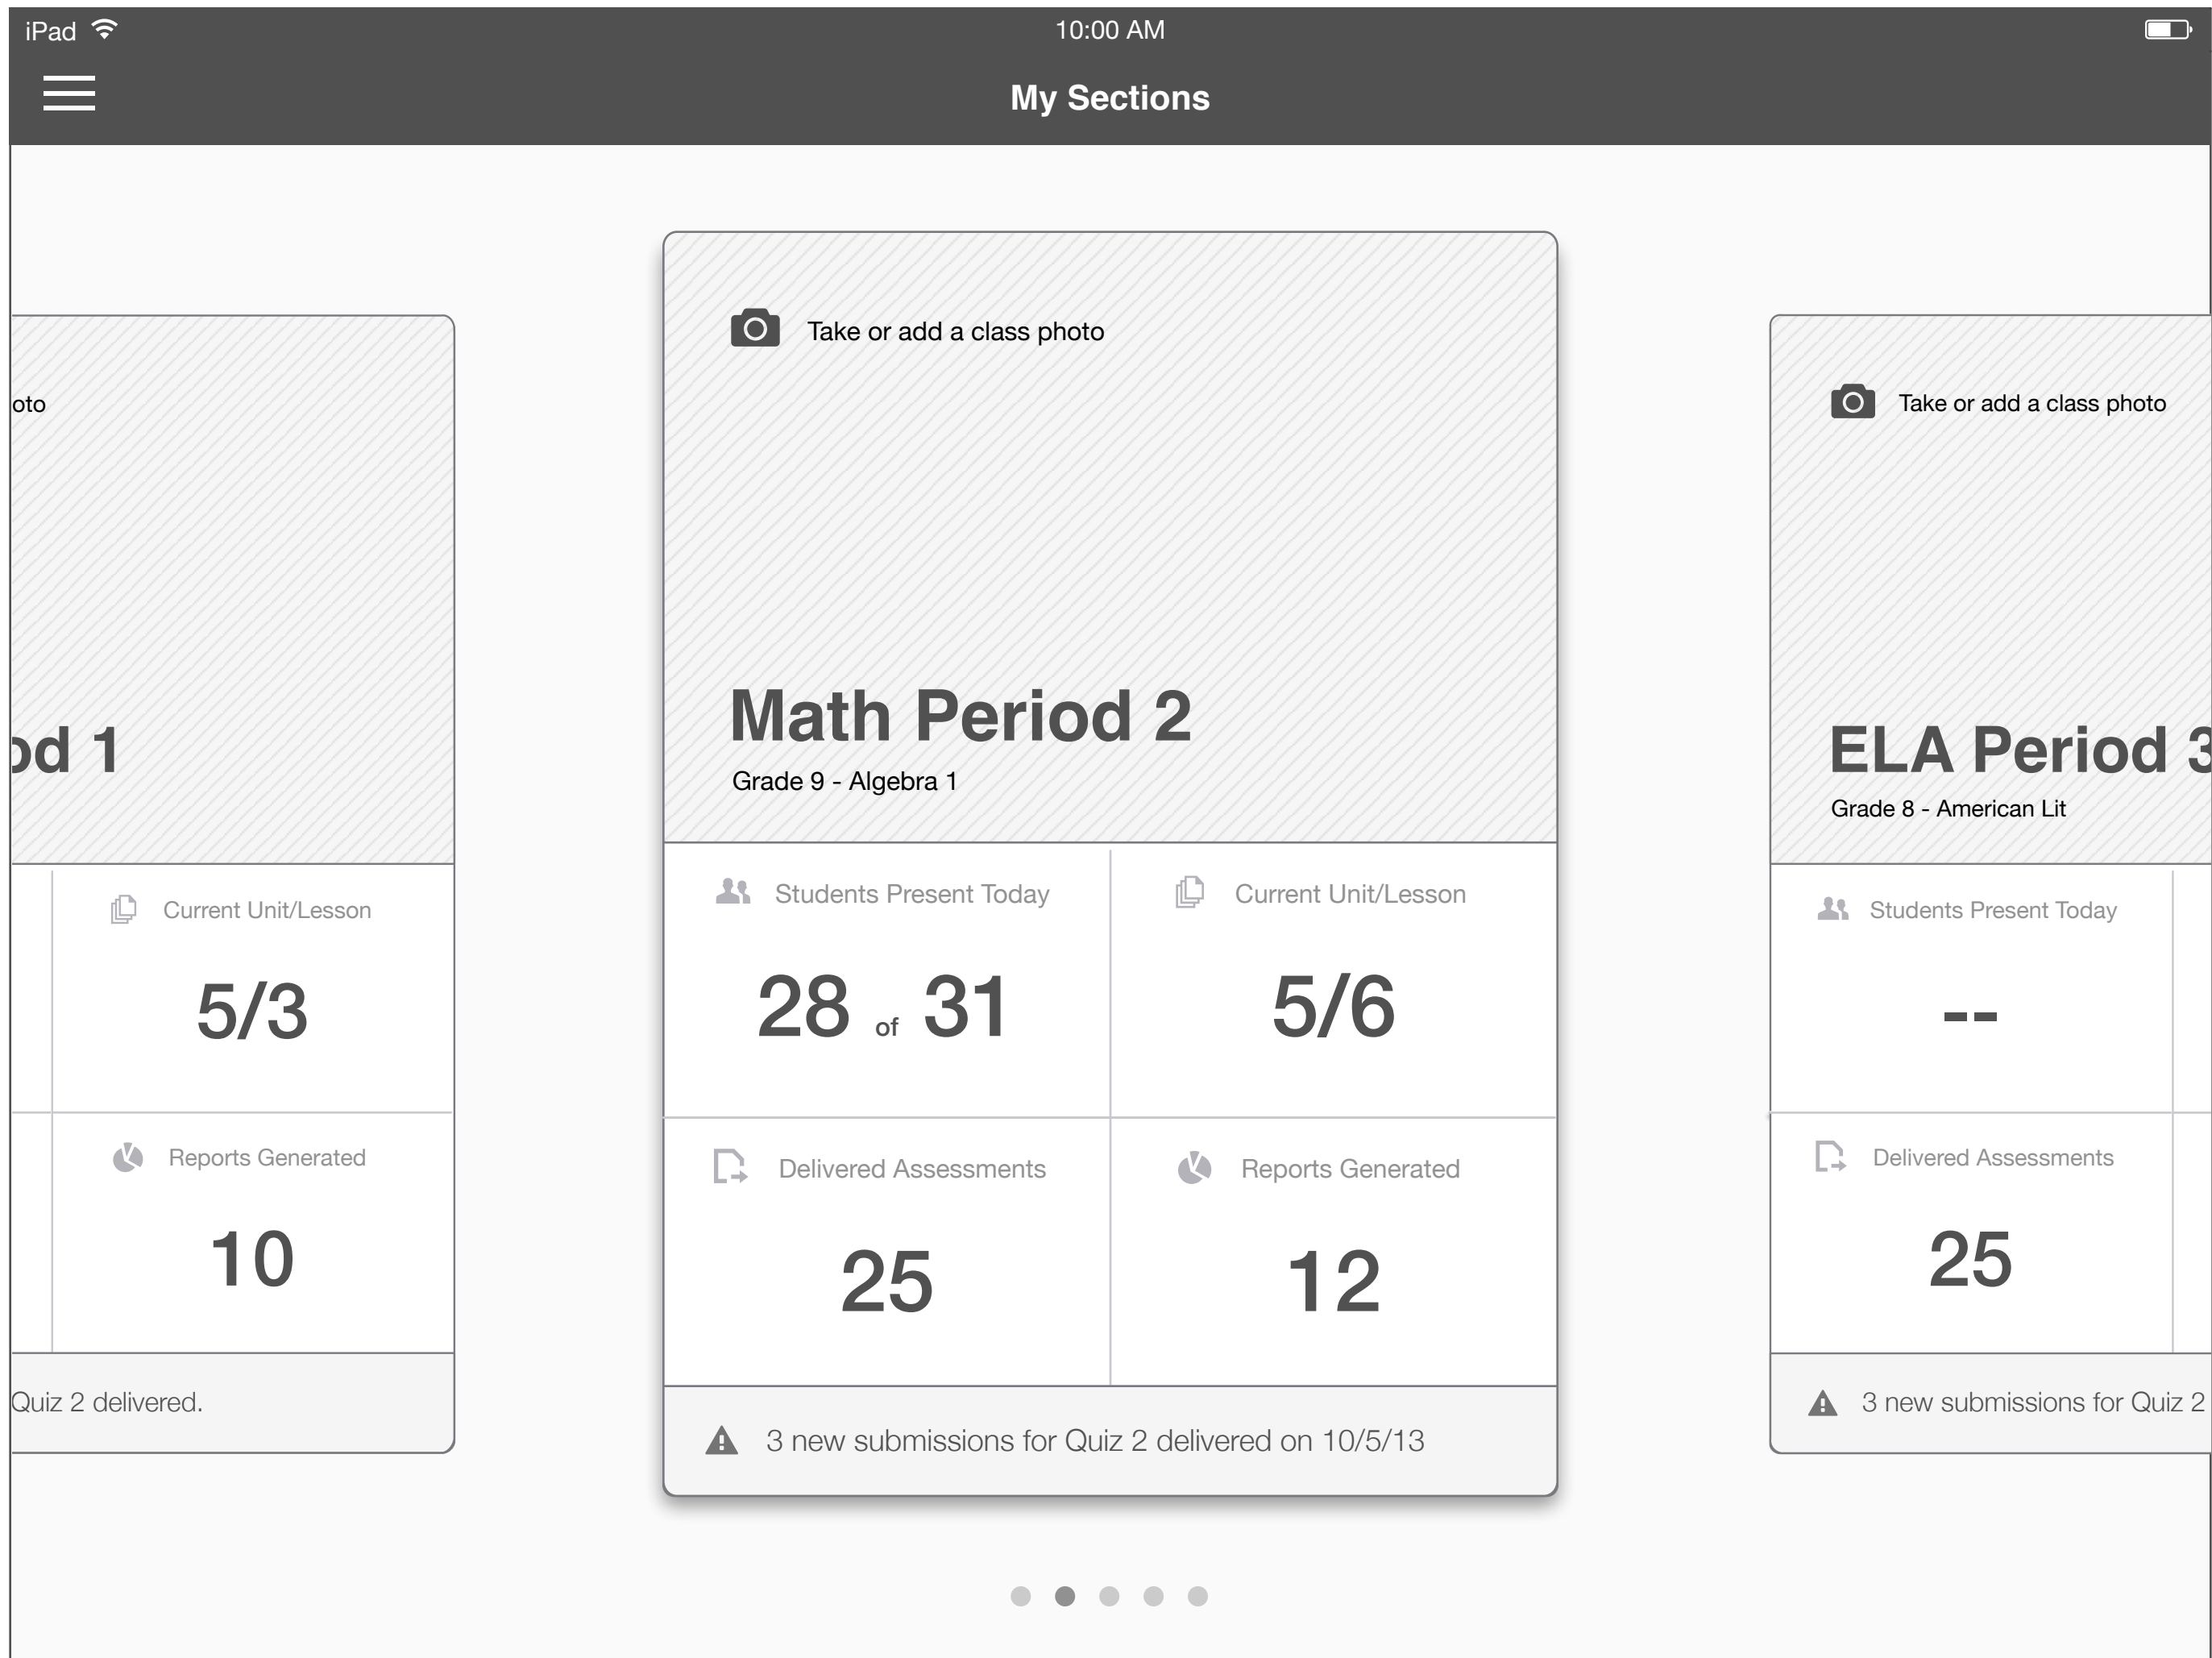 iPad
10:00 AM
My Sections
oto
od 1
Current Unit/Lesson
5/3
Reports Generated
10
Quiz 2 delivered.
Take or add a class photo
Math Period 2
Grade 9 - Algebra 1
Students Present Today
28 of 31
Current Unit/Lesson
5/6
Delivered Assessments
25
Reports Generated
12
3 new submissions for Quiz 2 delivered on 10/5/13
Take or add a class photo
ELA Period 3
Grade 8 - American Lit
Students Present Today
--
Delivered Assessments
25
3 new submissions for Quiz 2